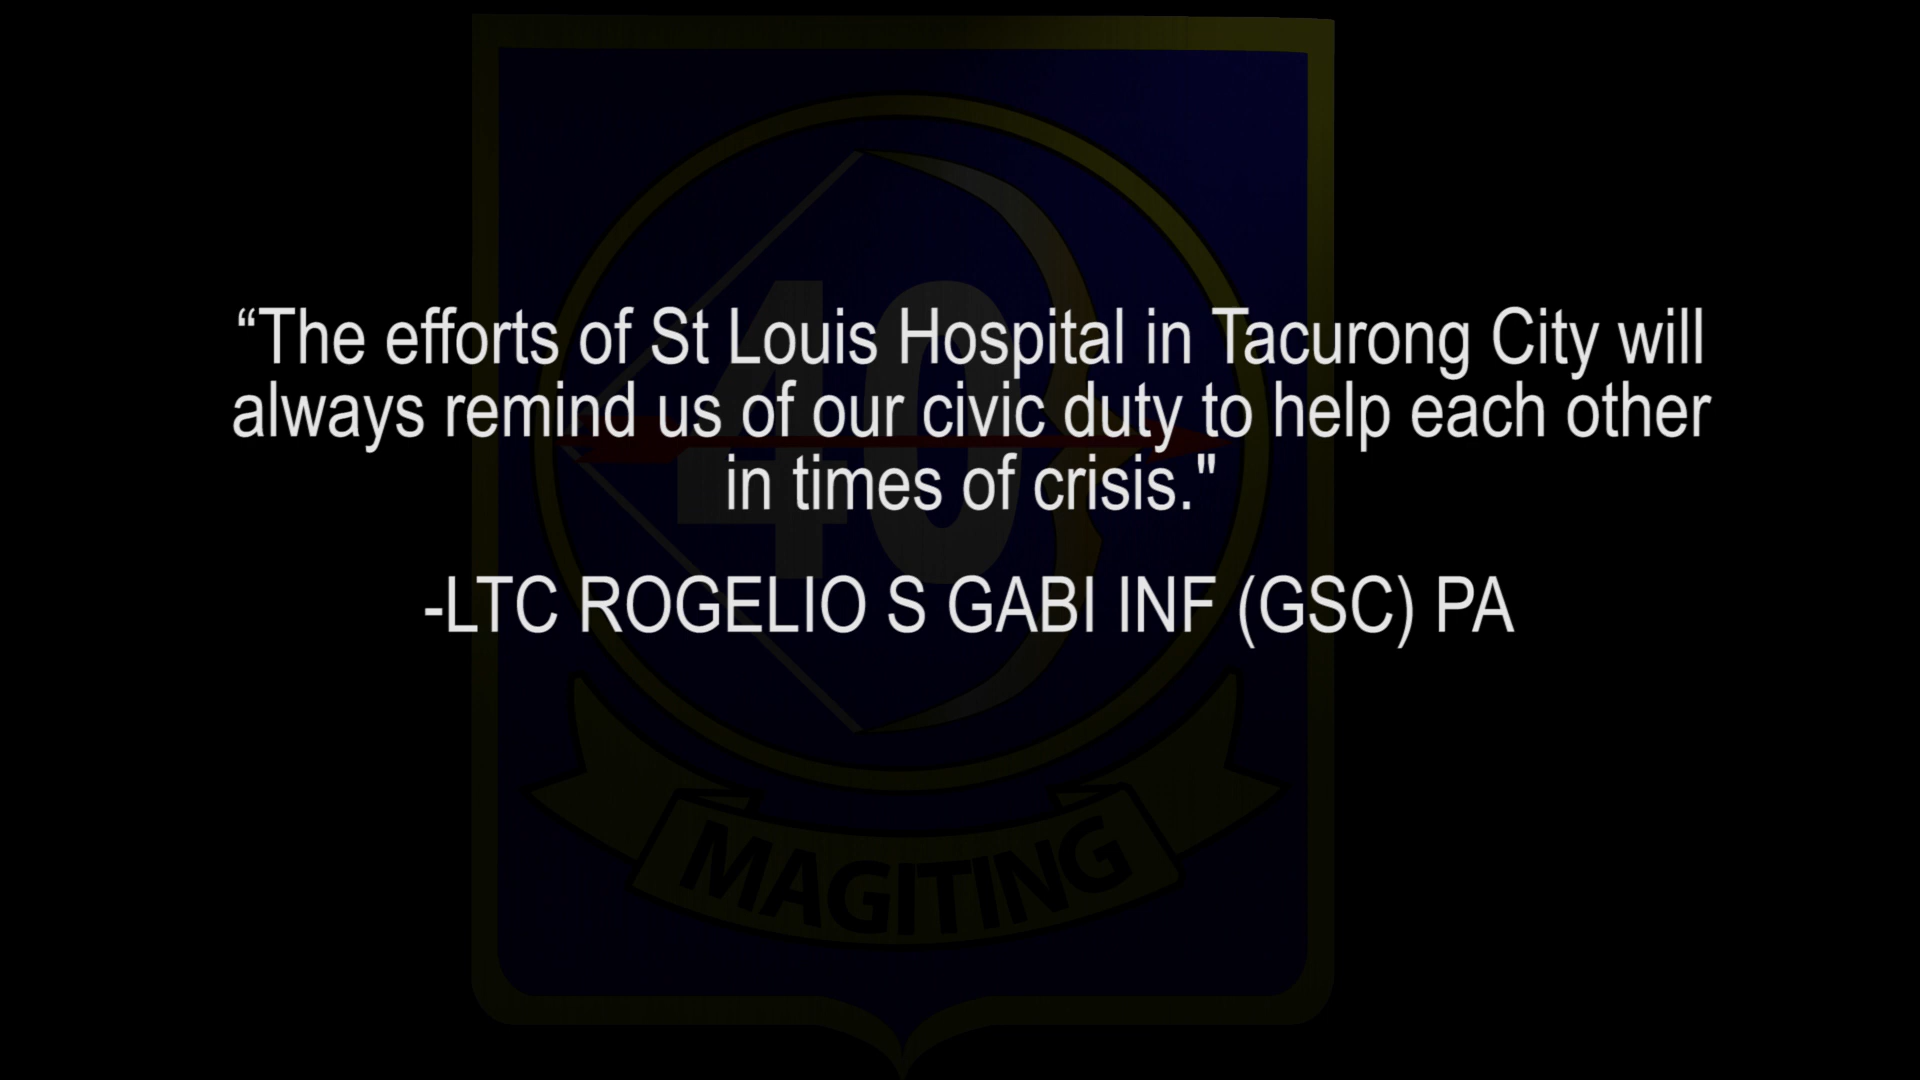 “The efforts of St Louis Hospital in Tacurong City will
always remind us of our civic duty to help each other
in times of crisis."
-LTC ROGELIO S GABI INF (GSC) PA
40
MAGITING